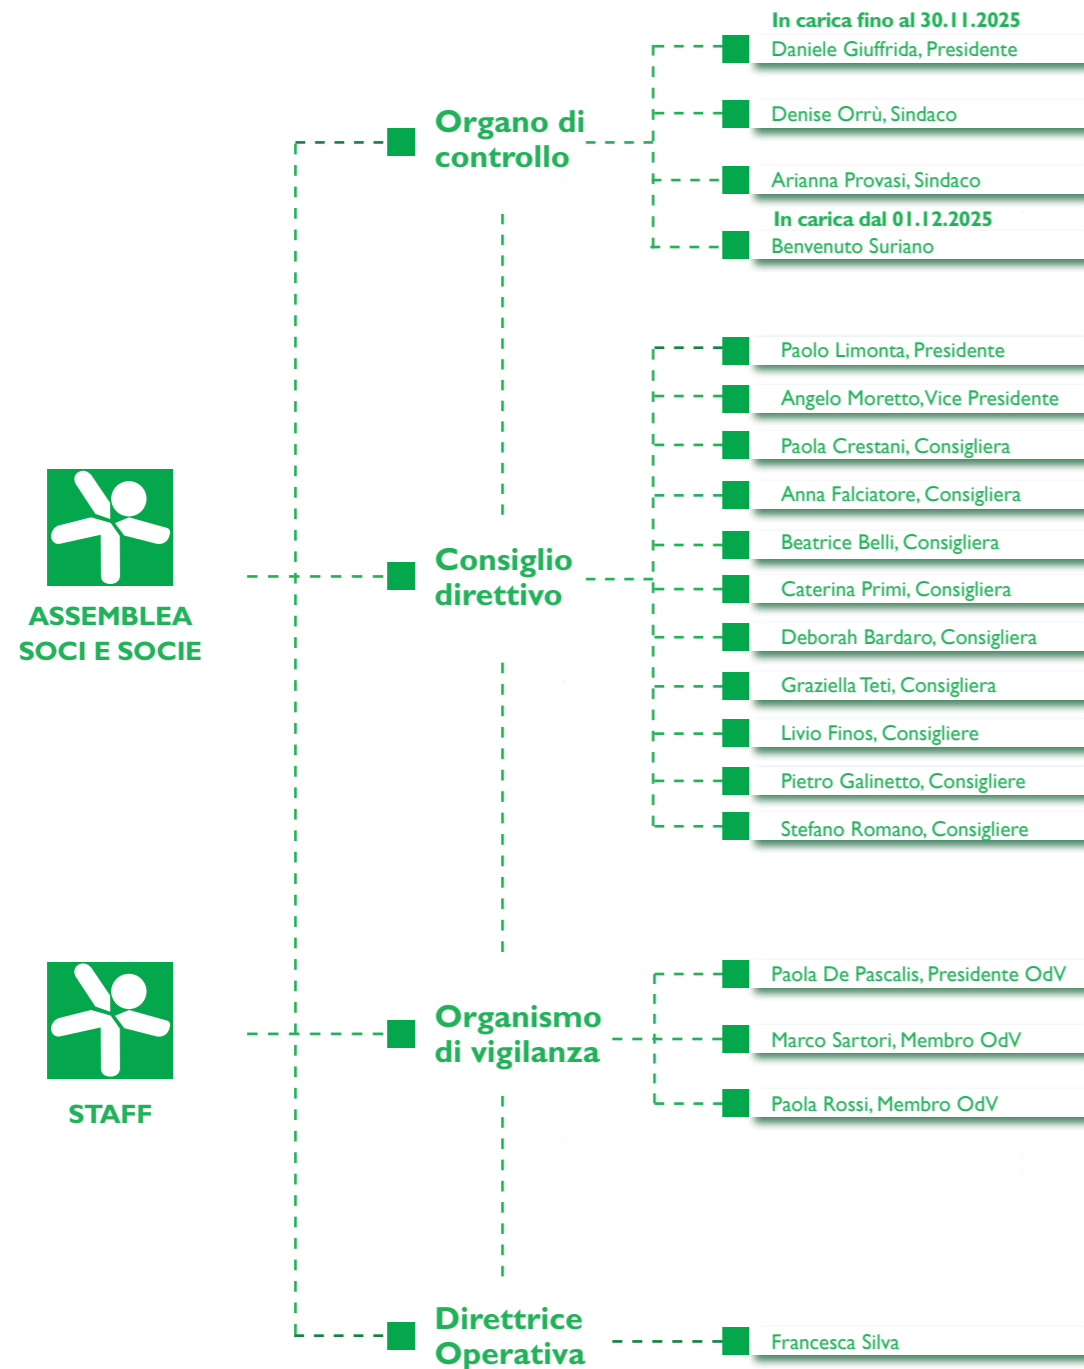 In carica fino al 30.11.2025
Daniele Giuffrida, Presidente
Organo di
controllo
Denise Orrù, Sindaco
Arianna Provasi, Sindaco
In carica dal 01.12.2025
Benvenuto Suriano
ASSEMBLEA
SOCI E SOCIE
Consiglio
direttivo
Paolo Limonta, Presidente
Angelo Moretto, Vice Presidente
Paola Crestani, Consigliera
Anna Falciatore, Consigliera
Beatrice Belli, Consigliera
Caterina Primi, Consigliera
Deborah Bardaro, Consigliera
Graziella Teti, Consigliera
Livio Finos, Consigliere
Pietro Galinetto, Consigliere
Stefano Romano, Consigliere
STAFF
Organismo
di vigilanza
Paola De Pascalis, Presidente OdV
Marco Sartori, Membro OdV
Paola Rossi, Membro OdV
Direttrice
Operativa
Francesca Silva